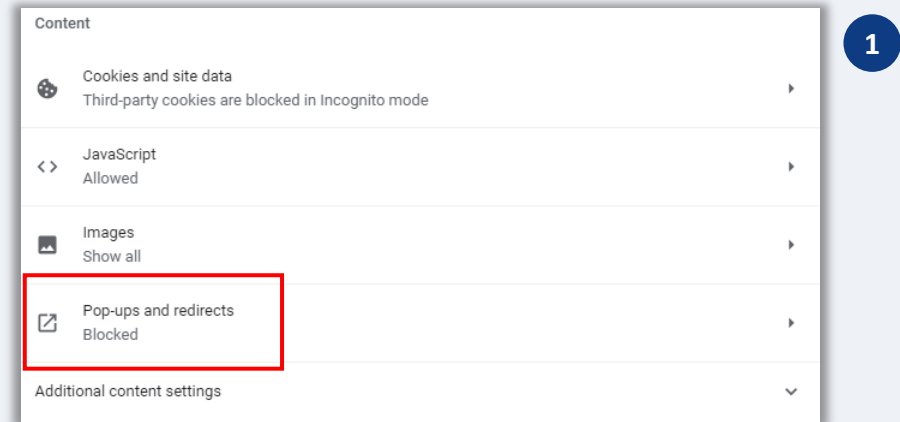 Content
1
Cookies and site data
Third-party cookies are blocked in Incognito mode
JavaScript
Allowed
Images
Show all
Pop-ups and redirects
Blocked
Additional content settings